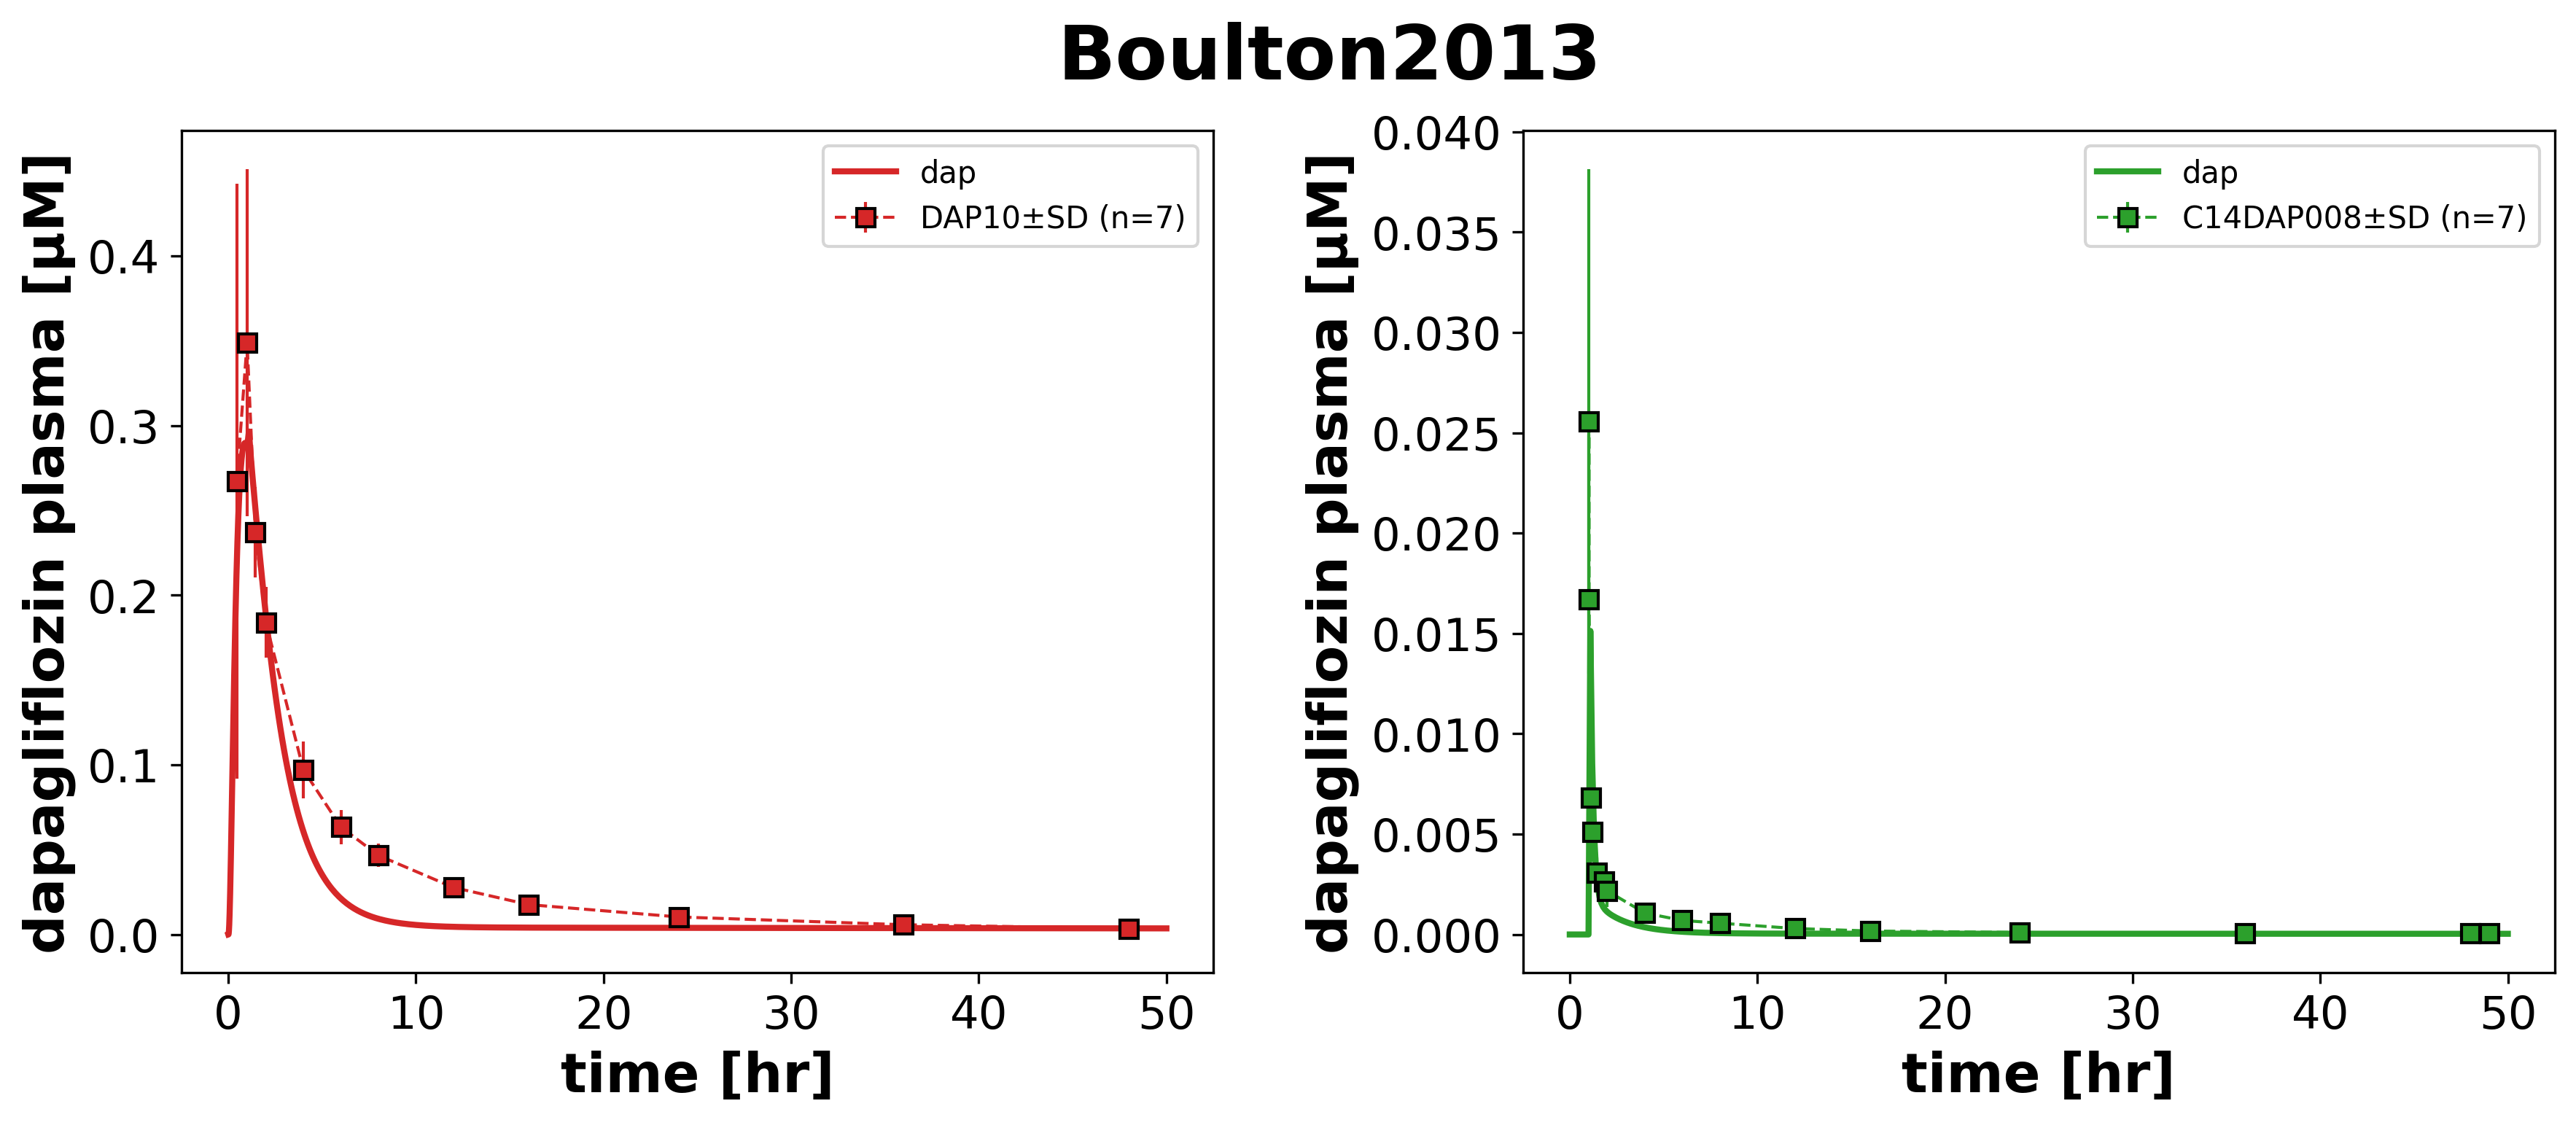 Boulton2013
dapagliflozin plasma [µM]
0.4
0.3
0.2
0.1
0.0
0 10 20 30 40 50
time [hr]
dap
DAP10±SD (n=7)
dapagliflozin plasma [µM]
0.040
0.035
0.030
0.025
0.020
0.015
0.010
0.005
0.000
0 10 20 30 40 50
time [hr]
dap
C14DAP008±SD (n=7)